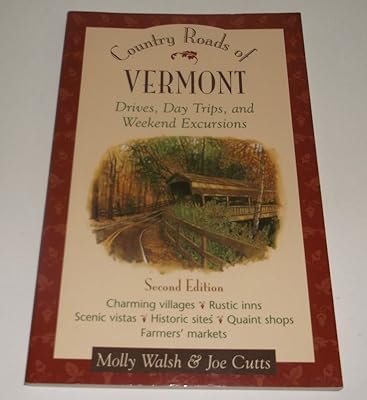 Country Roads of
VERMONT
Drives, Day Trips, and
Weekend Excursions
Second Edition
Charming villages Rustic inns
Scenic vistas Historic sites Quaint shops
Farmers' markets
Molly Walsh & Joe Cutts